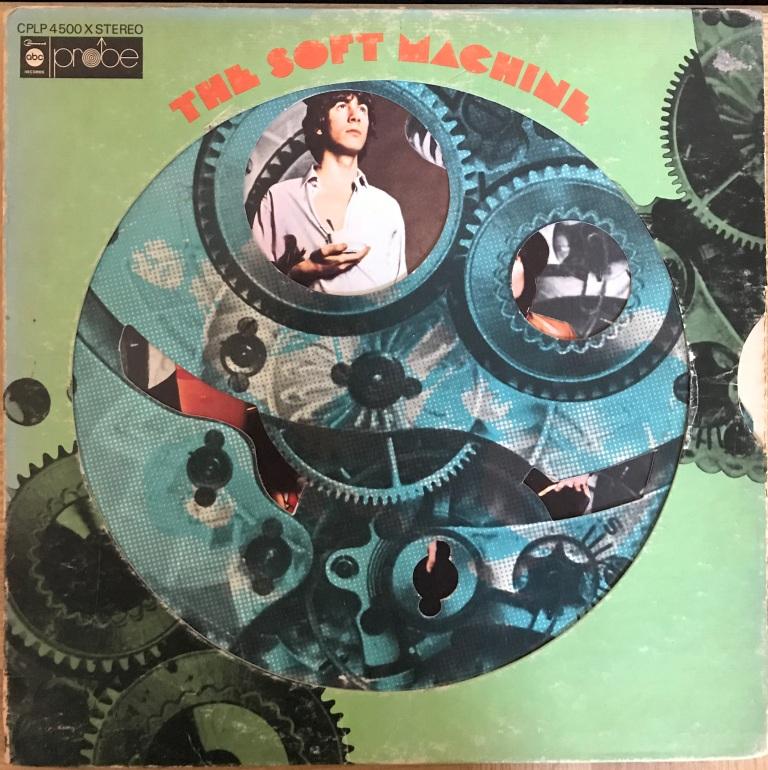 CPLP 4500 X STEREO
abc
RECORDS
probe
THE SOFT MACHINE